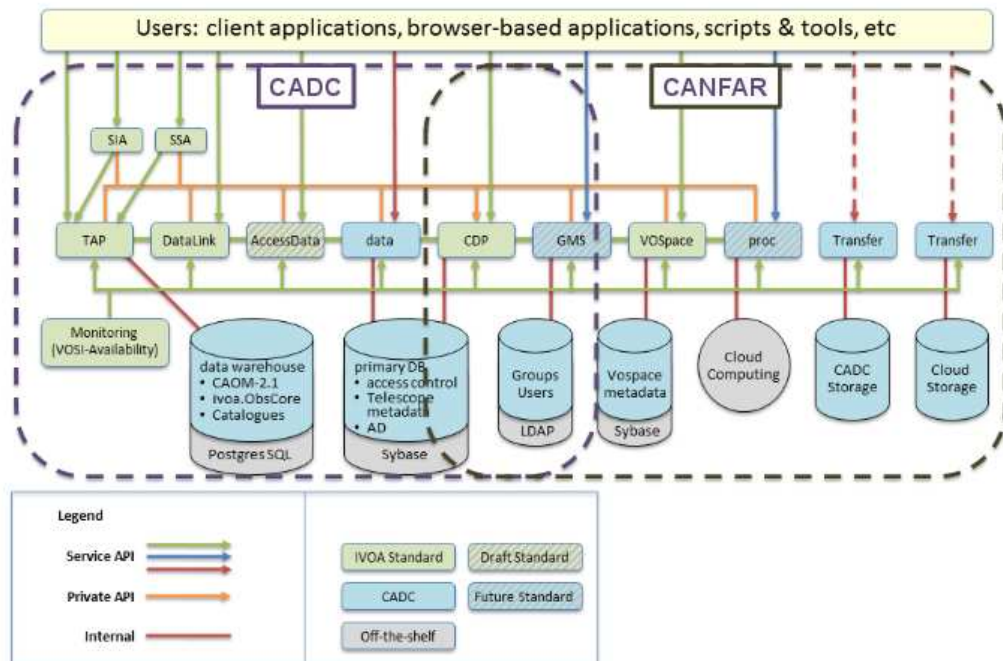 Users: client applications, browser-based applications, scripts & tools, etc
CADC
CANFAR
SIA
SSA
TAP
DataLink
AccessData
data
CDP
GMS
VOSpace
proc
Transfer
Transfer
Monitoring
(VOSI-Availability)
data warehouse
• CAOM-2.1
• ivoa.ObsCore
• Catalogues
Postgres SQL
primary DB
• access control
• Telescope
metadata
• AD
Sybase
Groups
Users
LDAP
Vospace
metadata
Sybase
Cloud
Computing
CADC
Storage
Cloud
Storage
Legend
Service API
Private API
Internal
IVOA Standard
Draft Standard
CADC
Future Standard
Off-the-shelf